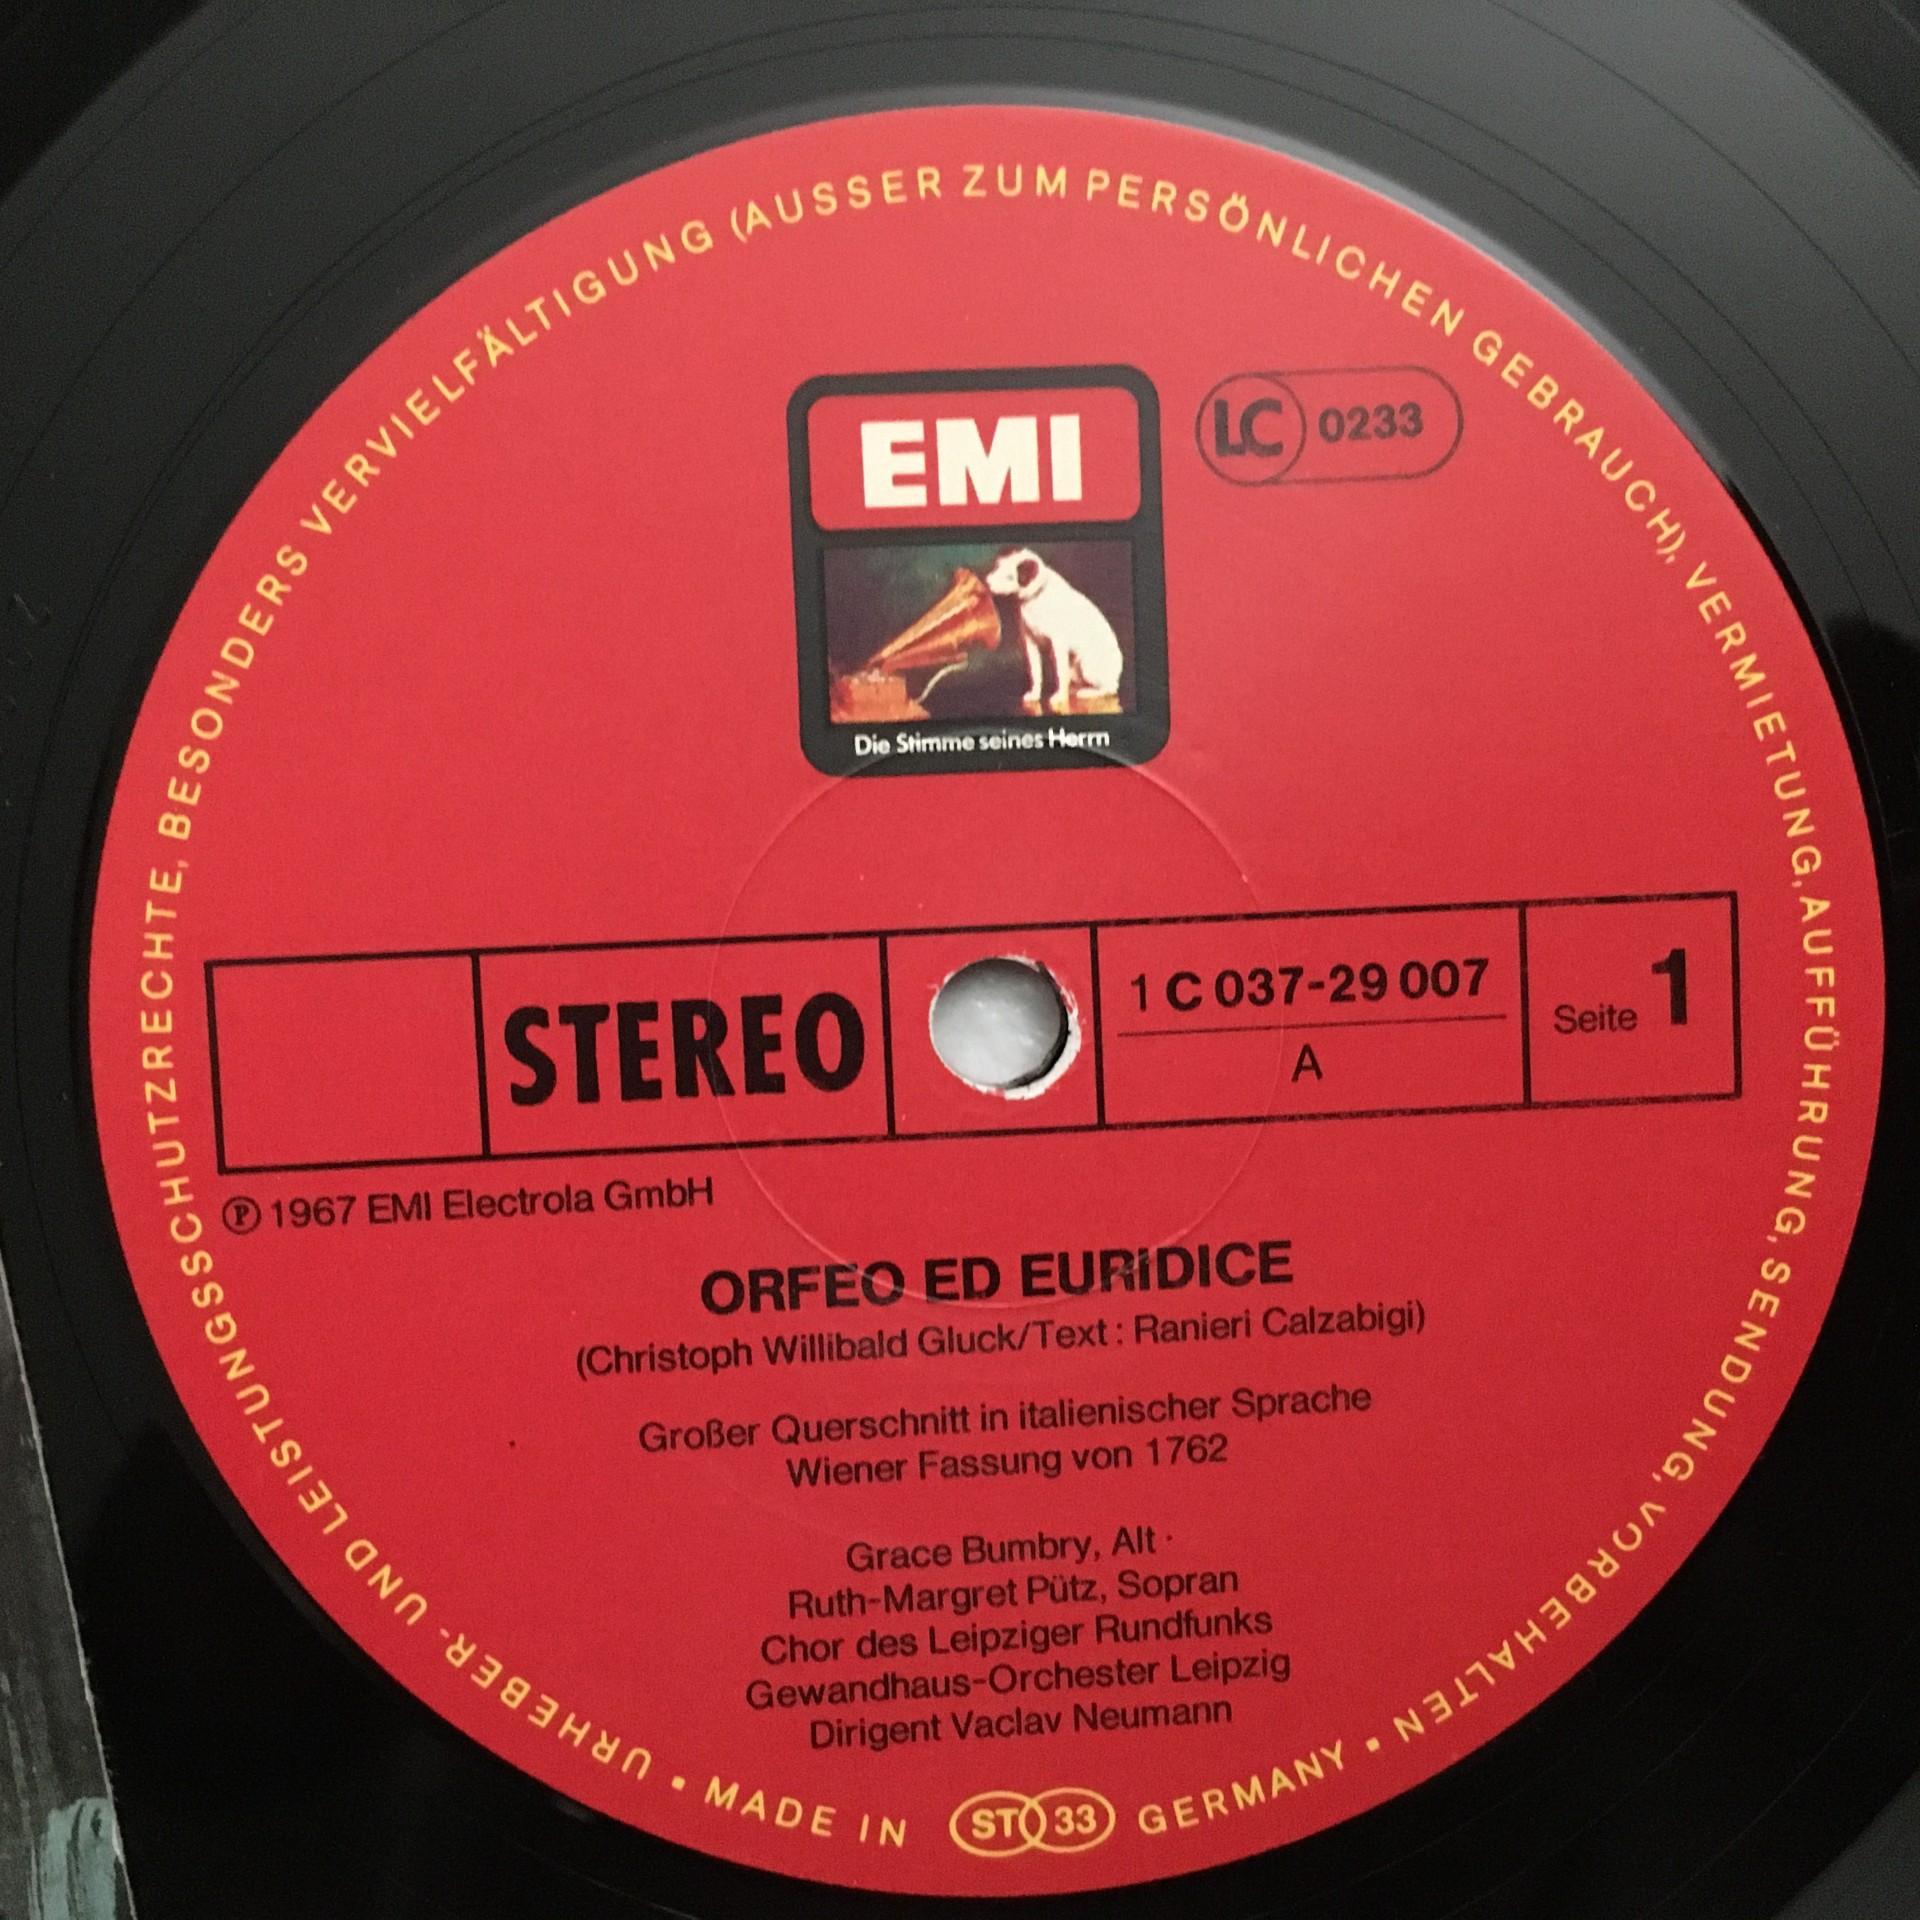 URHEBER- UND LEISTUNGSSCHUTZRECHTE, BESONDERS VERVIELFÄLTIGUNG (AUSSER ZUM PERSÖNLICHEN GEBRAUCH), VERMIETUNG, AUFFÜHRUNG, SENDUNG, VORBEHALTEN ▪
EMI
LC 0233
Die Stimme seines Herrn
STEREO
1 C 037-29 007
A
Seite 1
℗ 1967 EMI Electrola GmbH
ORFEO ED EURIDICE
(Christoph Willibald Gluck/Text : Ranieri Calzabigi)
Großer Querschnitt in italienischer Sprache
Wiener Fassung von 1762
Grace Bumbry, Alt ·
Ruth-Margret Pütz, Sopran
Chor des Leipziger Rundfunks
Gewandhaus-Orchester Leipzig
Dirigent Vaclav Neumann
▪ MADE IN ST 33 GERMANY